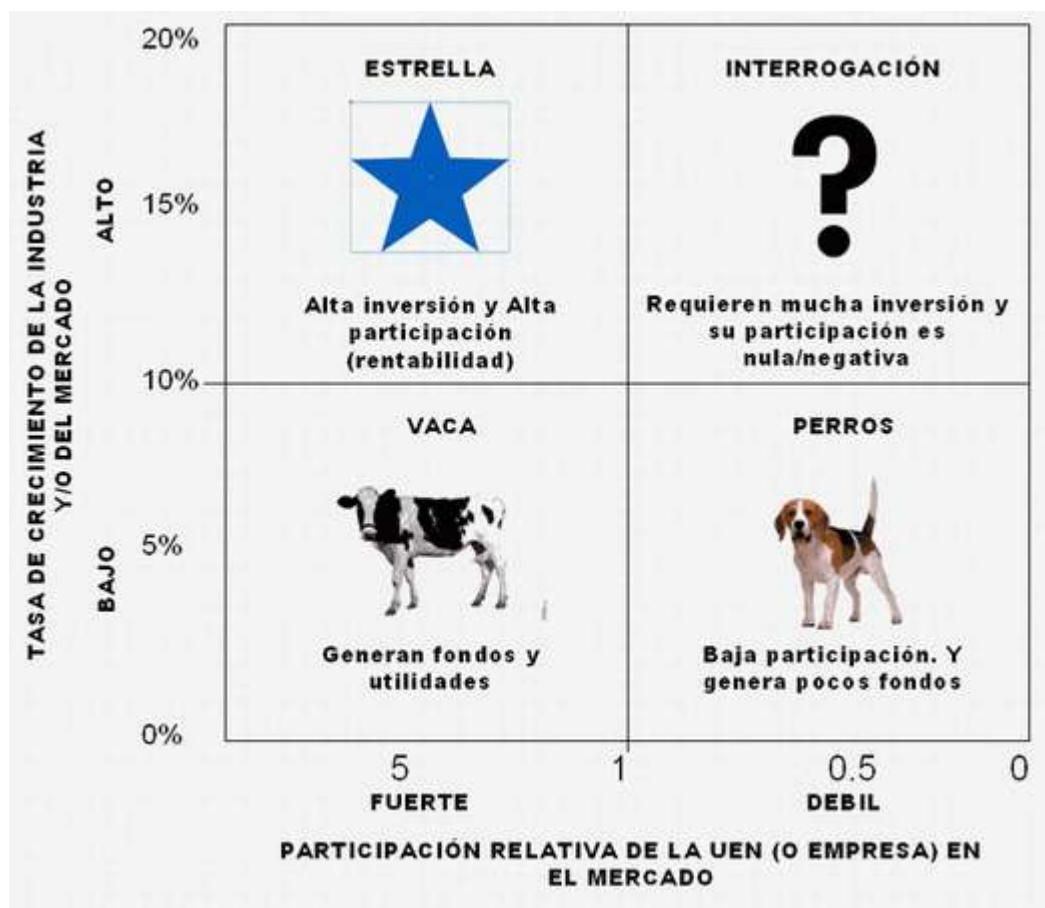 20%
ESTRELLA
INTERROGACIÓN
?
TASA DE CRECIMIENTO DE LA INDUSTRIA
Y/O DEL MERCADO
ALTO
15%
Alta inversión y Alta
participación
(rentabilidad)
Requieren mucha inversión y
su participación es
nula/negativa
10%
VACA
PERROS
BAJO
5%
Generan fondos y
utilidades
Baja participación. Y
genera pocos fondos
0%
5
1
0.5
0
FUERTE
DEBIL
PARTICIPACIÓN RELATIVA DE LA UEN (O EMPRESA) EN
EL MERCADO